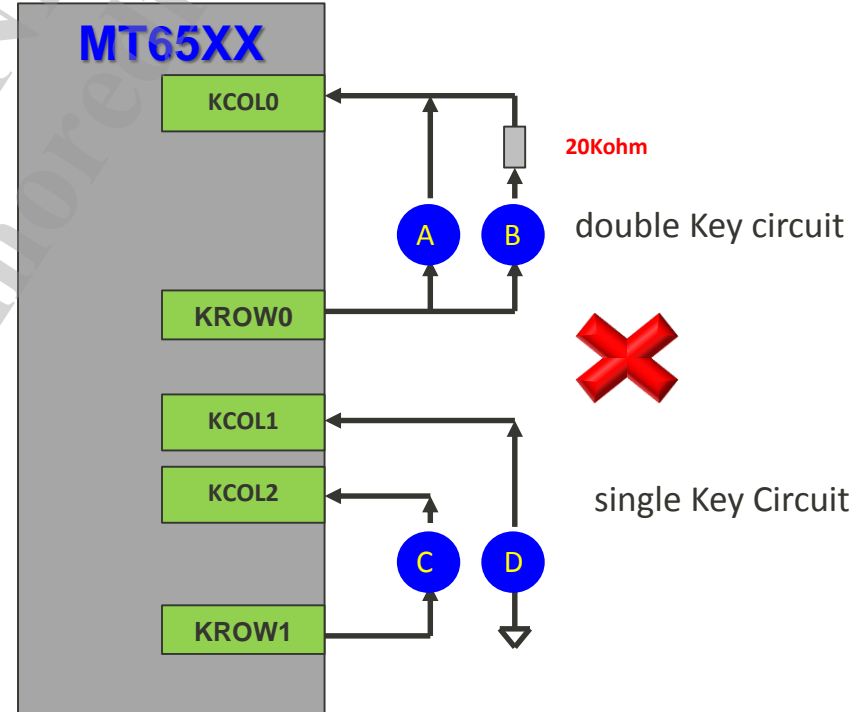 MT65XX
KCOL0
20Kohm
A
B
double Key circuit
KROW0
KCOL1
KCOL2
single Key Circuit
C
D
KROW1